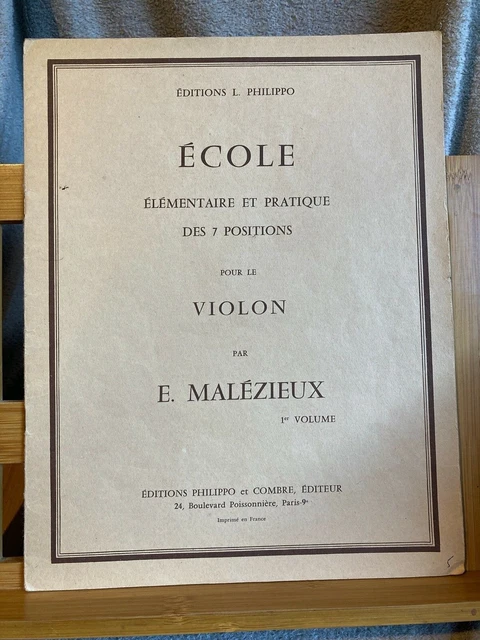 ÉDITIONS L. PHILIPPO
ÉCOLE
ÉLÉMENTAIRE ET PRATIQUE
DES 7 POSITIONS
POUR LE
VIOLON
PAR
E. MALÉZIEUX
1er VOLUME
ÉDITIONS PHILIPPO et COMBRE, ÉDITEUR
24, Boulevard Poissonnière, Paris-9e
Imprimé en France
5